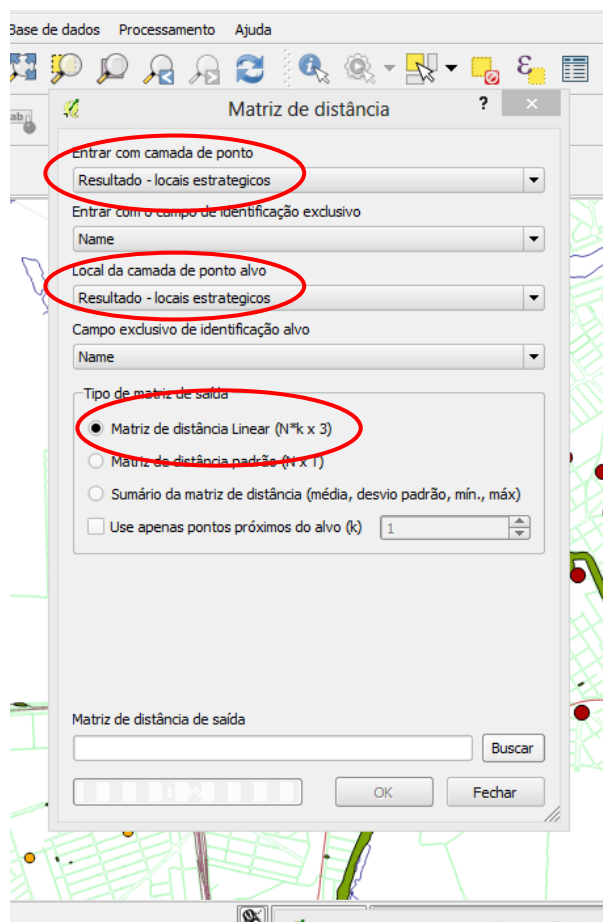 Base de dados Processamento Ajuda
ab
Matriz de distância ?
Entrar com camada de ponto
Resultado - locais estrategicos
Entrar com o campo de identificação exclusivo
Name
Local da camada de ponto alvo
Resultado - locais estrategicos
Campo exclusivo de identificação alvo
Name
Tipo de matriz de saída
Matriz de distância Linear (N*k x 3)
Matriz de distância padrão (N x T)
Sumário da matriz de distância (média, desvio padrão, mín., máx)
Use apenas pontos próximos do alvo (k) 1
Matriz de distância de saída
Buscar
OK Fechar